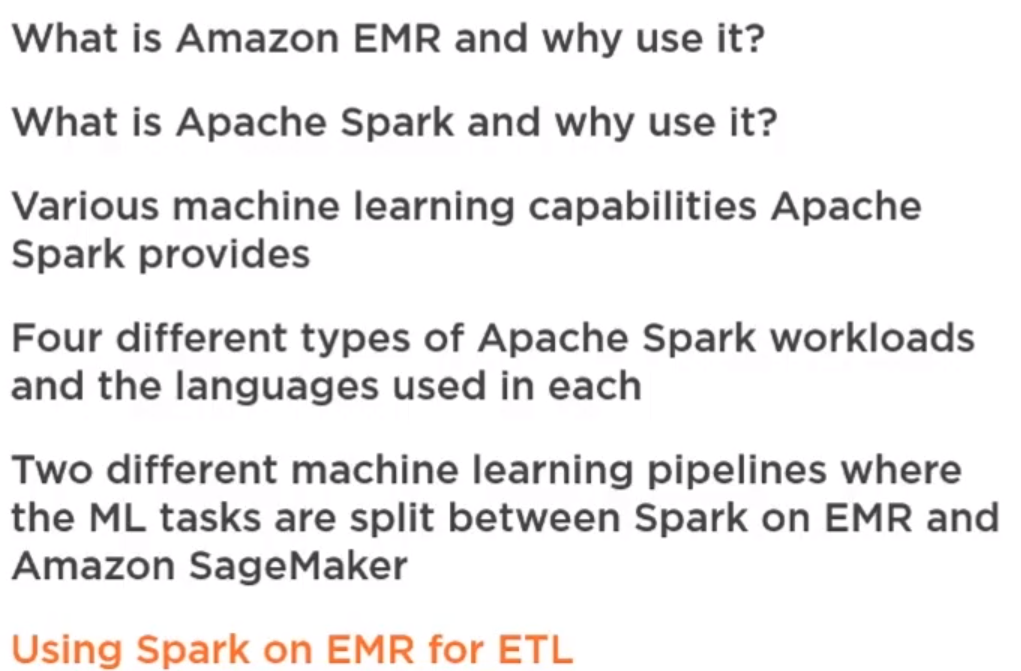 What is Amazon EMR and why use it?
What is Apache Spark and why use it?
Various machine learning capabilities Apache
Spark provides
Four different types of Apache Spark workloads
and the languages used in each
Two different machine learning pipelines where
the ML tasks are split between Spark on EMR and
Amazon SageMaker
Using Spark on EMR for ETL